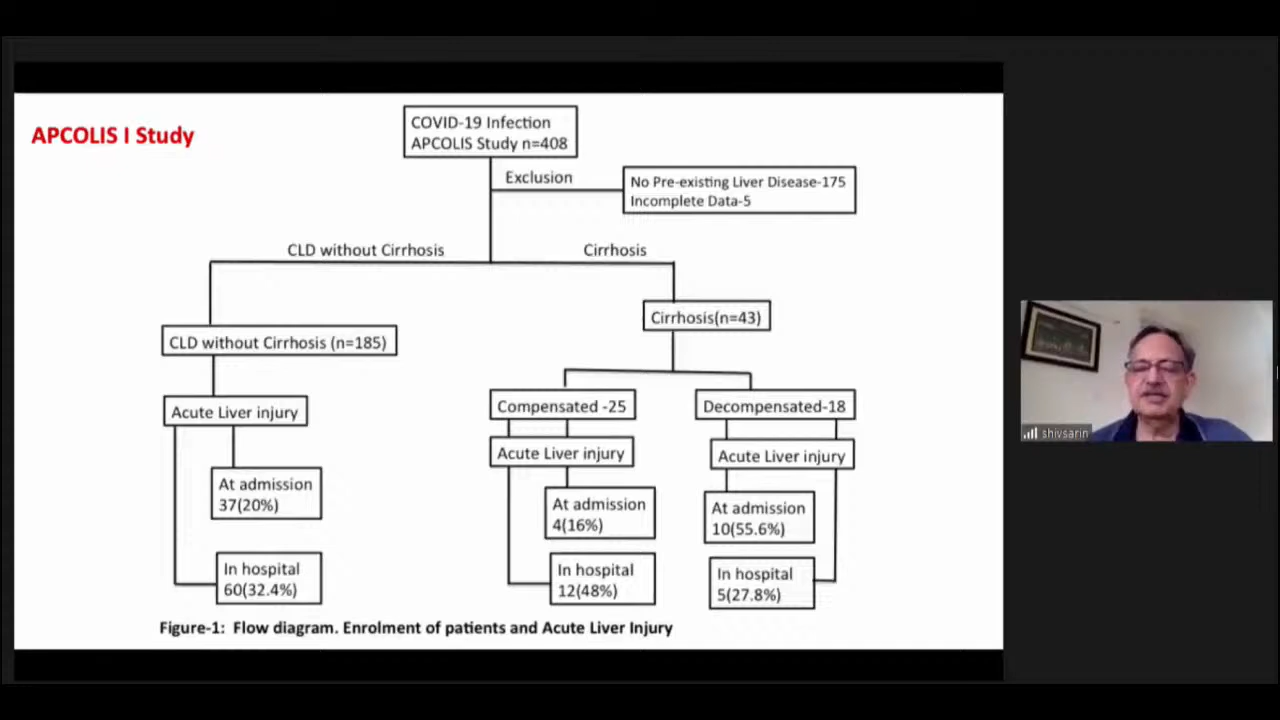 APCOLIS I Study
COVID-19 Infection
APCOLIS Study n=408
Exclusion
No Pre-existing Liver Disease-175
Incomplete Data-5
CLD without Cirrhosis
Cirrhosis
Cirrhosis(n=43)
CLD without Cirrhosis (n=185)
Compensated -25
Decompensated-18
Acute Liver injury
Acute Liver injury
Acute Liver injury
At admission
37(20%)
At admission
4(16%)
At admission
10(55.6%)
In hospital
60(32.4%)
In hospital
12(48%)
In hospital
5(27.8%)
Figure-1: Flow diagram. Enrolment of patients and Acute Liver Injury
shivsarin